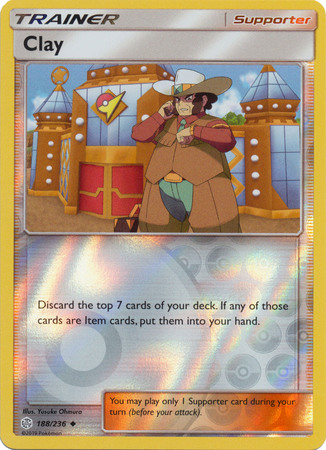 TRAINER Supporter
Clay
Discard the top 7 cards of your deck. If any of those
cards are Item cards, put them into your hand.
Illus. Yusuke Ohmura
188/236
©2019 Pokémon
You may play only 1 Supporter card during your
turn (before your attack).